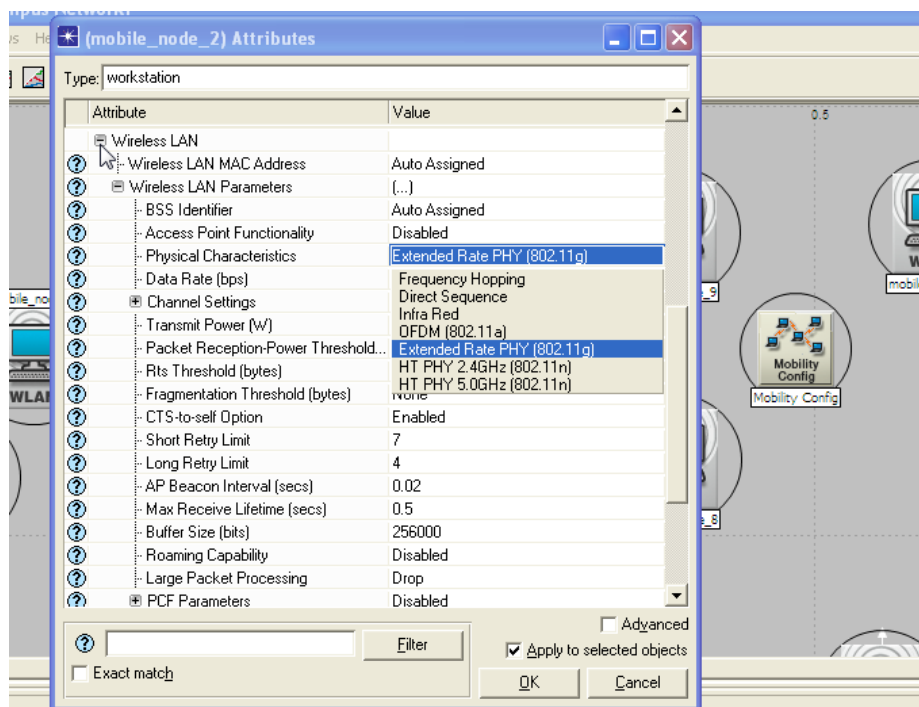 (mobile_node_2) Attributes
Type: workstation
Attribute Value
Wireless LAN
Wireless LAN MAC Address Auto Assigned
Wireless LAN Parameters (...)
BSS Identifier Auto Assigned
Access Point Functionality Disabled
Physical Characteristics Extended Rate PHY (802.11g)
Data Rate (bps)
Frequency Hopping
Direct Sequence
Channel Settings
Infra Red
Transmit Power (W)
OFDM (802.11a)
Packet Reception-Power Threshold... Extended Rate PHY (802.11g)
Rts Threshold (bytes) HT PHY 2.4GHz (802.11n)
HT PHY 5.0GHz (802.11n)
Fragmentation Threshold (bytes) None
CTS-to-self Option Enabled
Short Retry Limit 7
Long Retry Limit 4
AP Beacon Interval (secs) 0.02
Max Receive Lifetime (secs) 0.5
Buffer Size (bits) 256000
Roaming Capability Disabled
Large Packet Processing Drop
PCF Parameters Disabled
Advanced
Filter
Apply to selected objects
Exact match
OK Cancel
0.5
Mobility
Config
Mobility Config